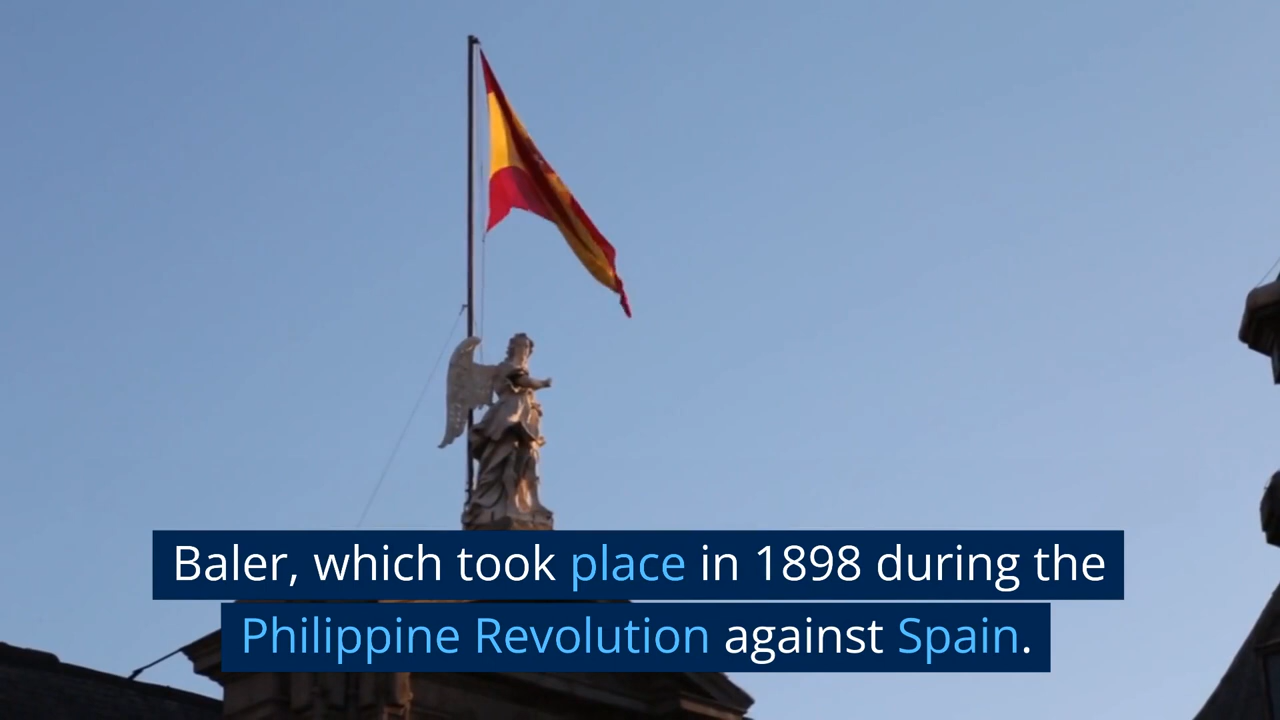 Baler, which took place in 1898 during the
Philippine Revolution against Spain.